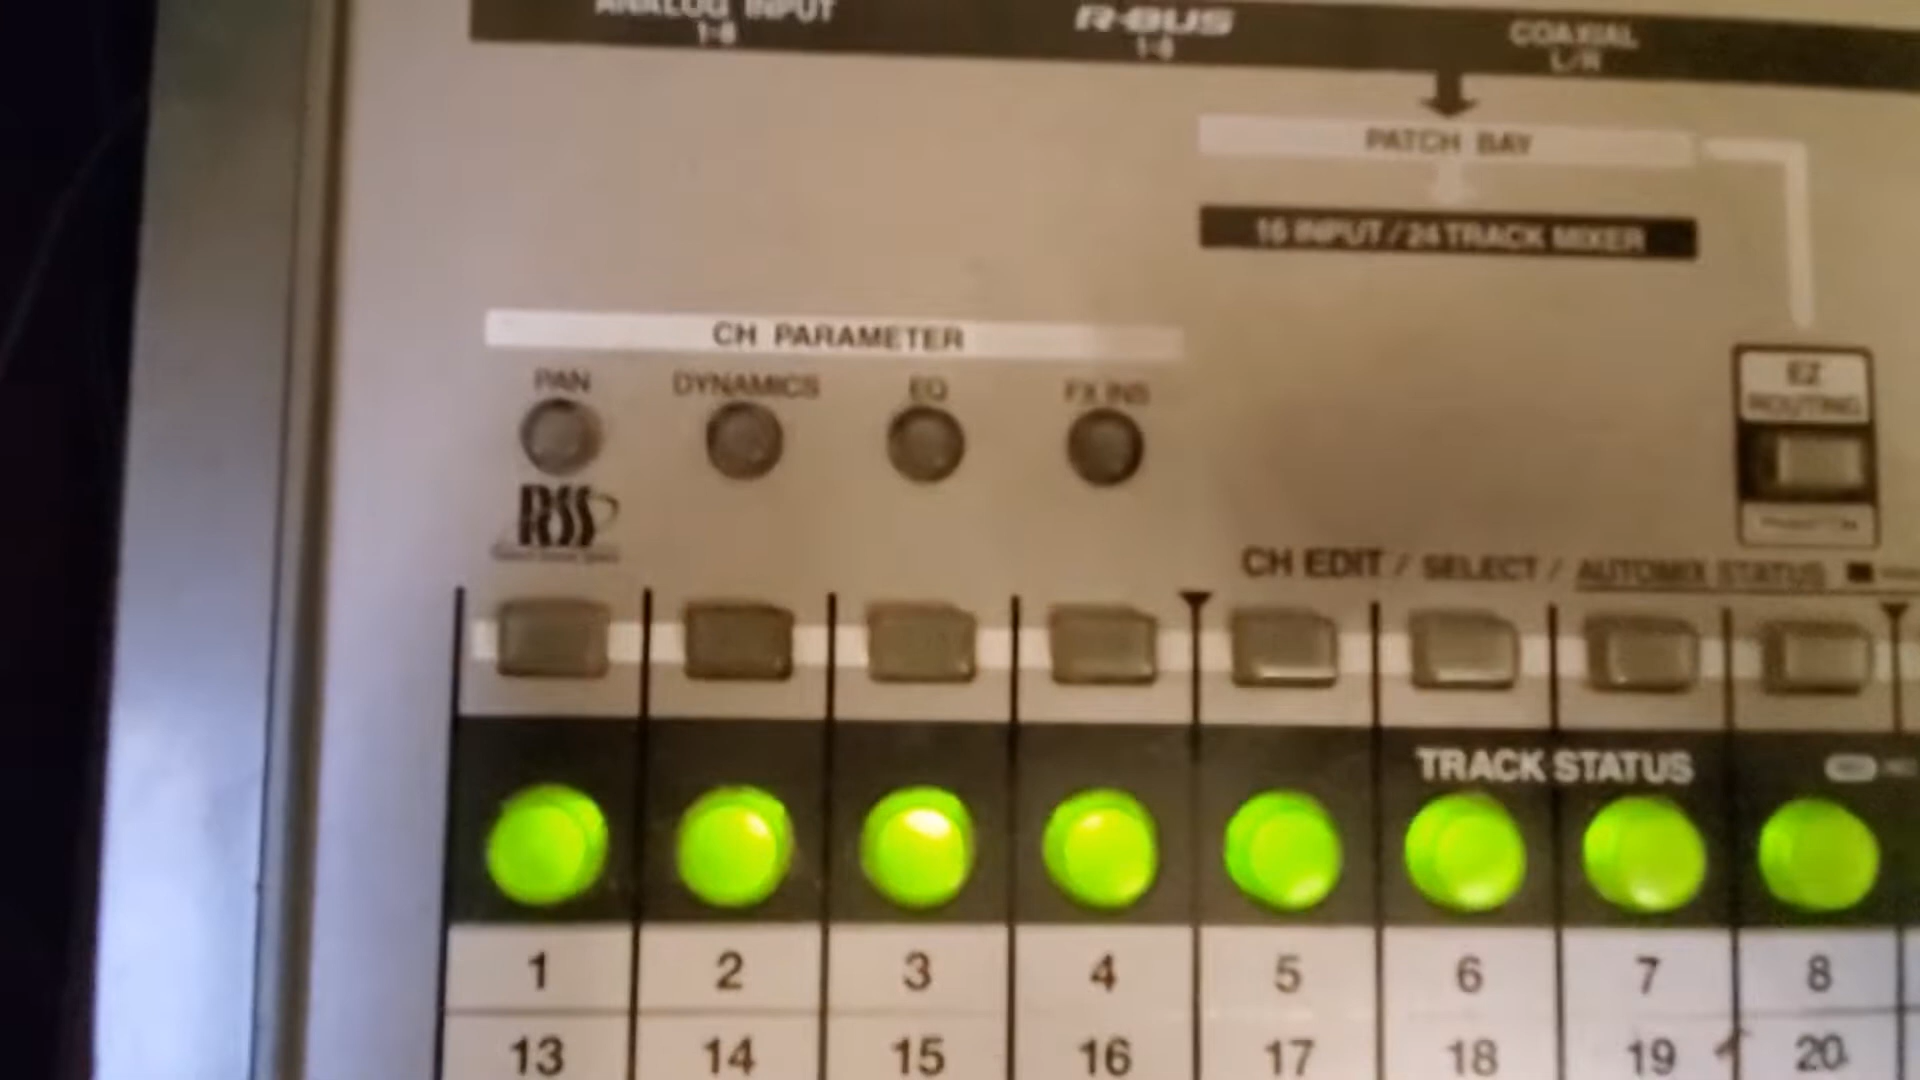 ANALOG INPUT
1-8
R-BUS
1-8
COAXIAL
L/R
PATCH BAY
16 INPUT / 24 TRACK MIXER
CH PARAMETER
PAN
DYNAMICS
EQ
FX INS
EZ
ROUTING
RSS
CH EDIT / SELECT / AUTOMIX STATUS
TRACK STATUS
1 2 3 4 5 6 7 8
13 14 15 16 17 18 19 20